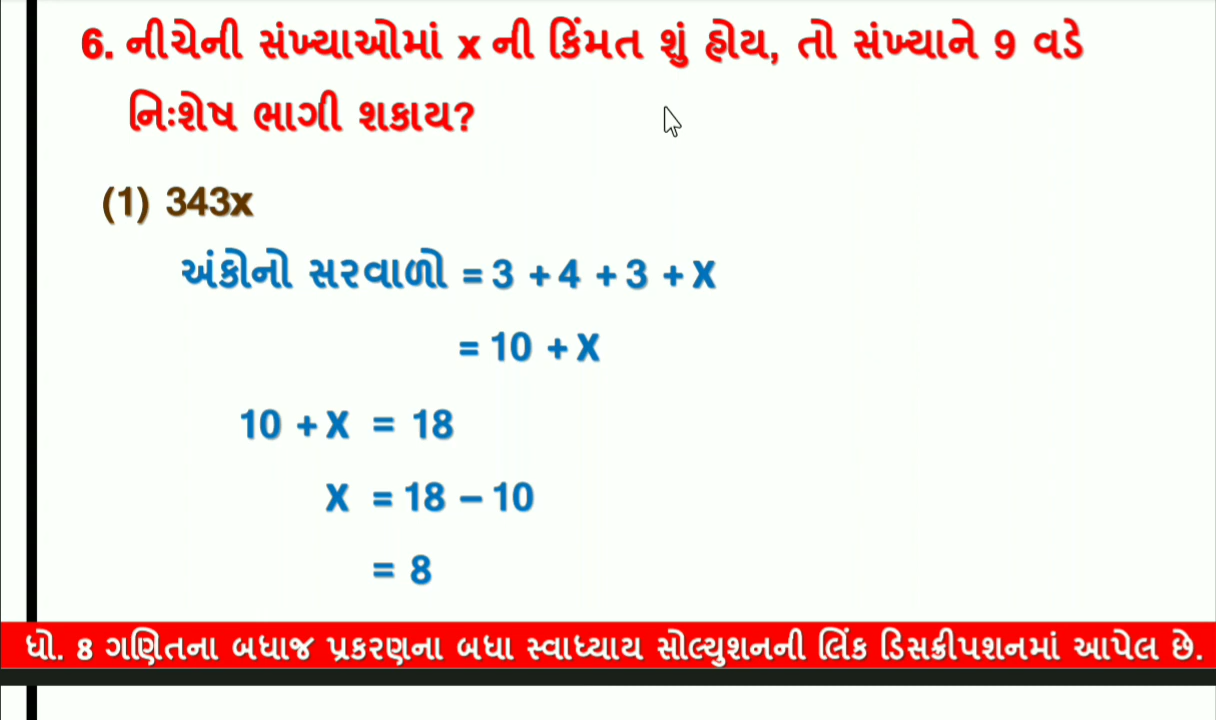 6. નીચેની સંખ્યાઓમાં x ની કિંમત શું હોય, તો સંખ્યાને 9 વડે
નિઃશેષ ભાગી શકાય?
(1) 343x
અંકોનો સરવાળો = 3 + 4 + 3 + X
= 10 + X
10 + X = 18
X = 18 – 10
= 8
ધો. 8 ગણિતના બધાજ પ્રકરણના બધા સ્વાધ્યાય સોલ્યુશનની લિંક ડિસક્રીપશનમાં આપેલ છે.